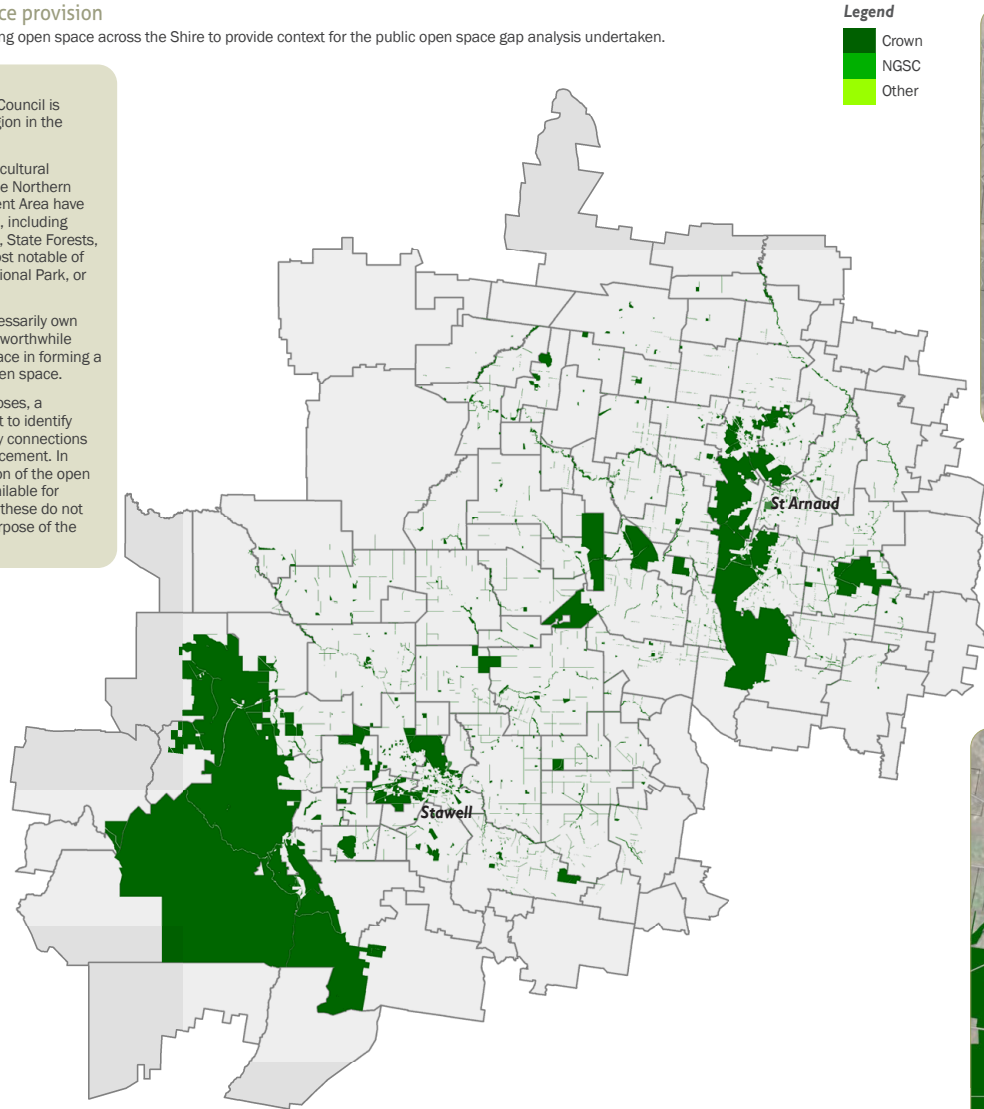 ce provision
ng open space across the Shire to provide context for the public open space gap analysis undertaken.
Council is
gion in the
cultural
e Northern
ent Area have
, including
, State Forests,
ost notable of
ional Park, or
essarily own
worthwhile
ace in forming a
en space.
oses, a
t to identify
y connections
cement. In
on of the open
ailable for
these do not
rpose of the
Legend
Crown
NGSC
Other
St Arnaud
Stawell